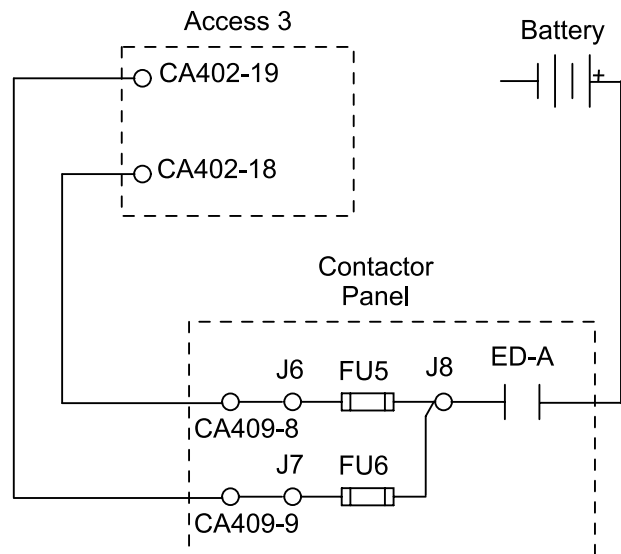 Access 3
Battery
CA402-19
+
CA402-18
Contactor
Panel
ED-A
J6
FU5
J8
CA409-8
J7
FU6
CA409-9